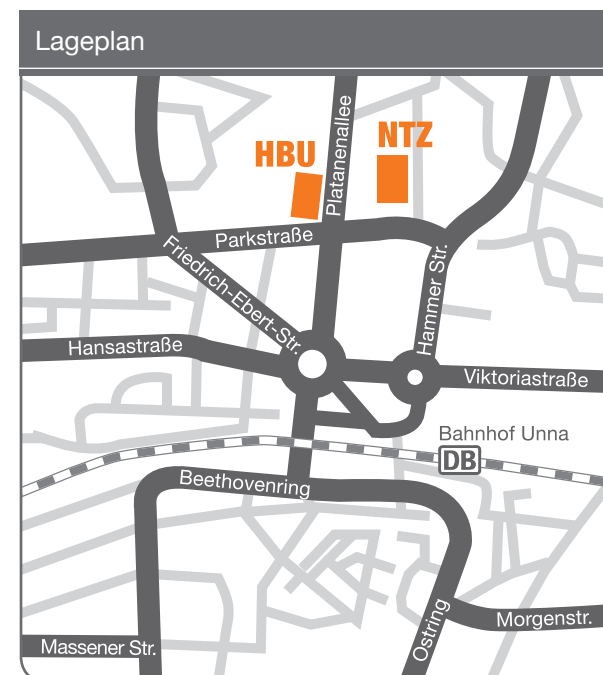 Lageplan
Platanenallee
NTZ
HBU
Parkstraße
Friedrich-Ebert-Str.
Hammer Str.
Hansastraße
Viktoriastraße
Bahnhof Unna
DB
Beethovenring
Ostring
Morgenstr.
Massener Str.